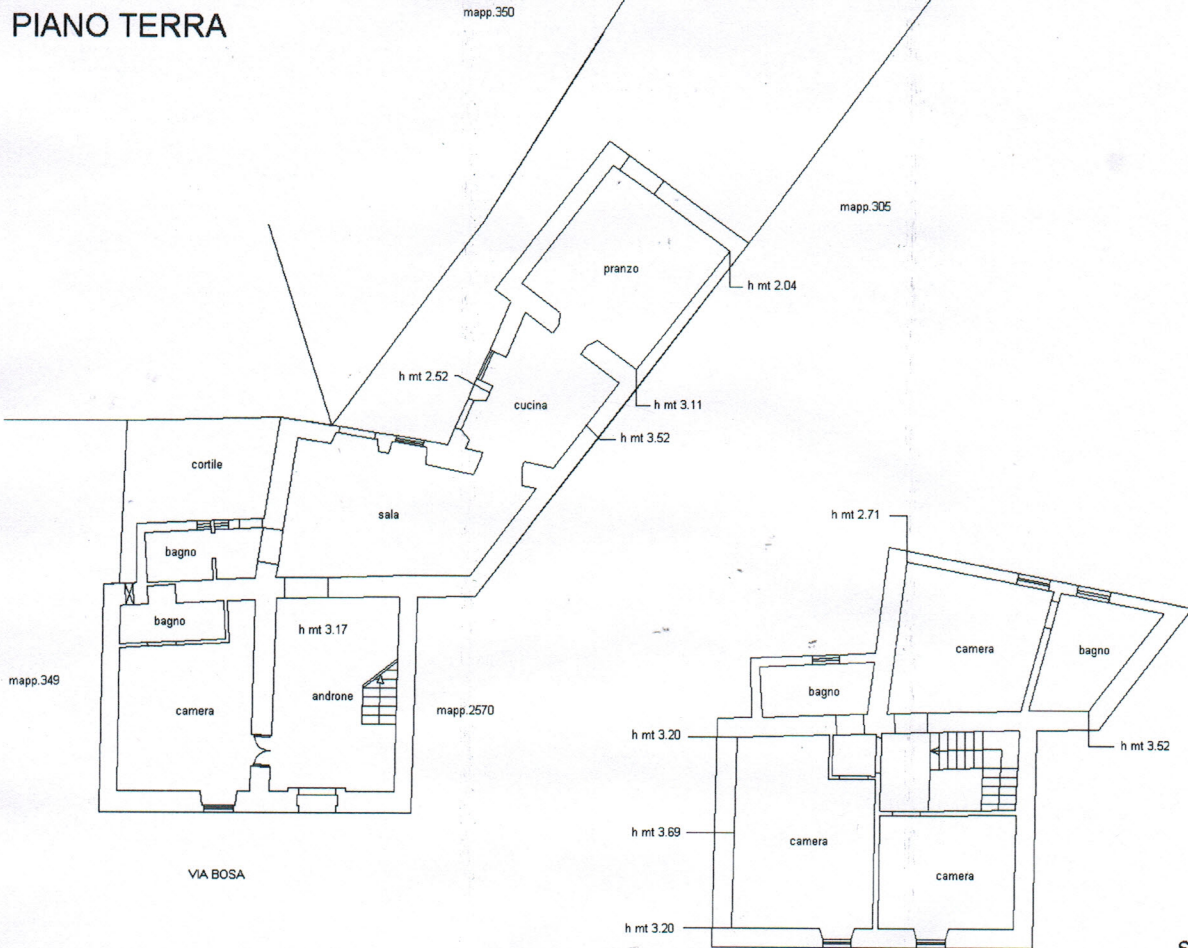 PIANO TERRA
mapp.350
mapp.305
pranzo
h mt 2.04
h mt 2.52
cucina
h mt 3.11
h mt 3.52
cortile
sala
bagno
bagno
h mt 3.17
mapp.349
camera
androne
mapp.2570
VIA BOSA
h mt 2.71
camera
bagno
bagno
h mt 3.20
h mt 3.52
h mt 3.69
camera
camera
h mt 3.20